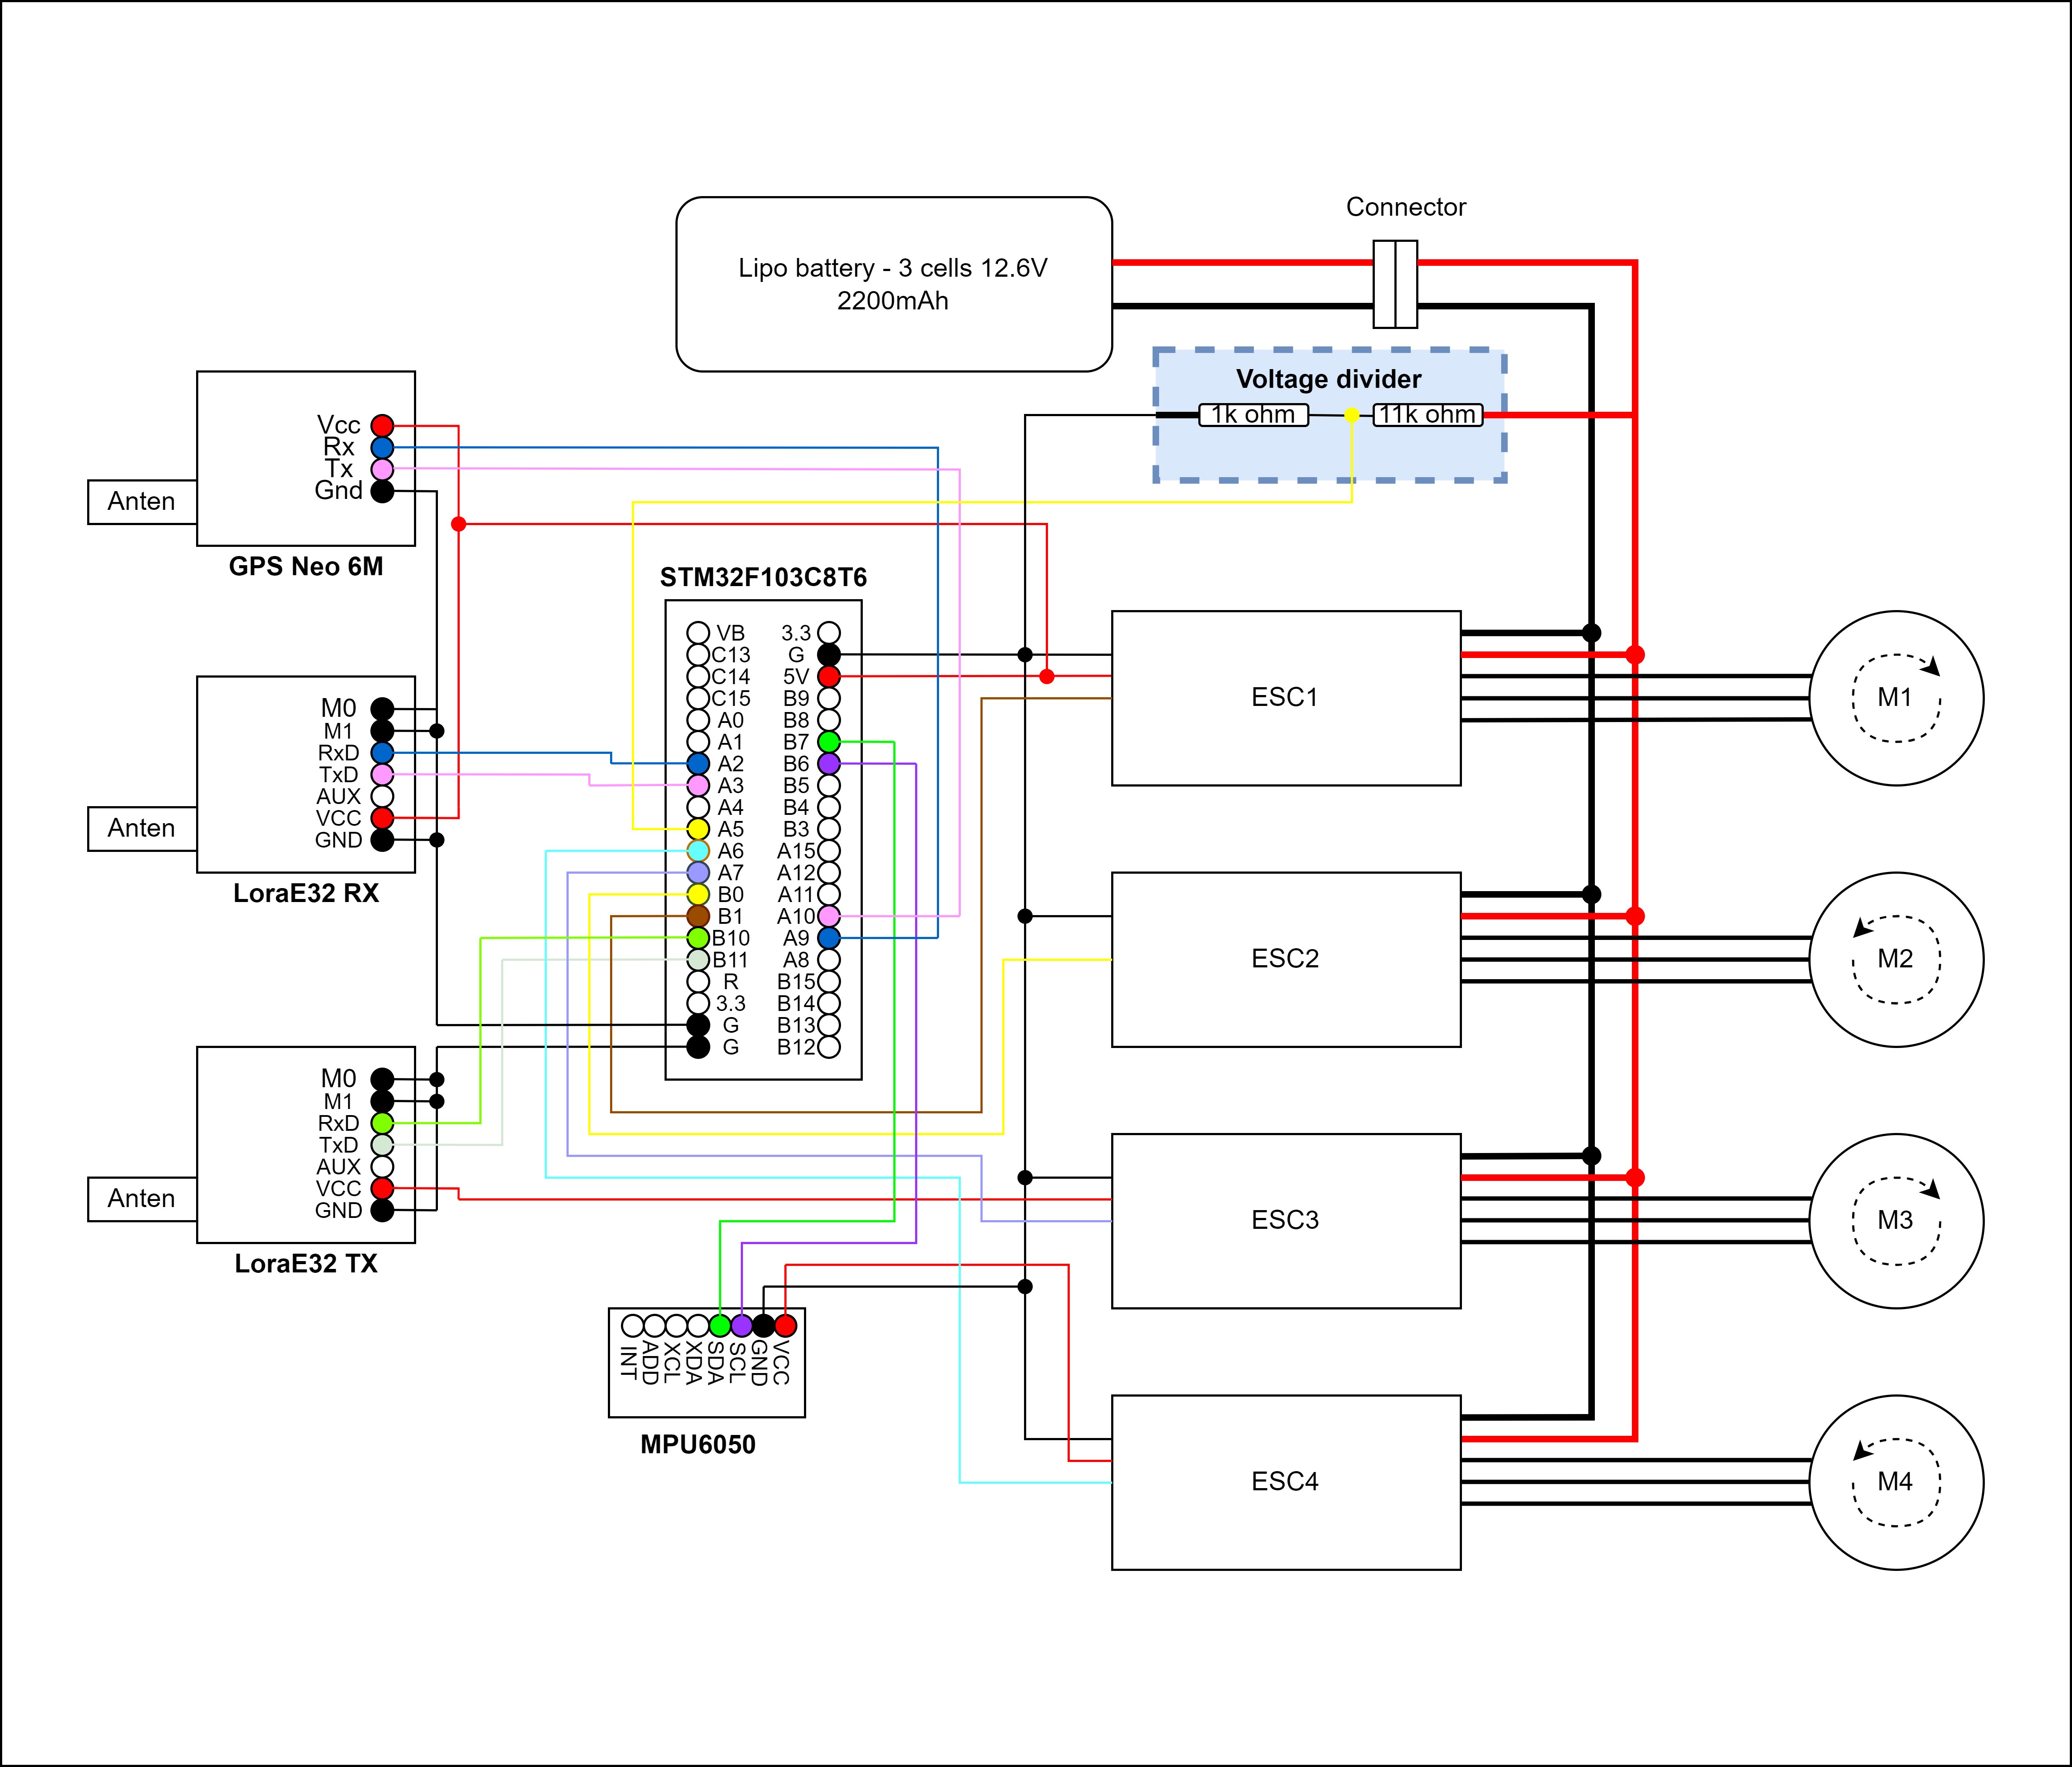 Connector
Lipo battery - 3 cells 12.6V
2200mAh
Voltage divider
1k ohm
11k ohm
Vcc
Rx
Tx
Gnd
Anten
GPS Neo 6M
STM32F103C8T6
VB 3.3
C13 G
C14 5V
C15 B9
A0 B8
A1 B7
A2 B6
A3 B5
A4 B4
A5 B3
A6 A15
A7 A12
B0 A11
B1 A10
B10 A9
B11 A8
R B15
3.3 B14
G B13
G B12
M0
M1
RxD
TxD
AUX
VCC
GND
Anten
LoraE32 RX
M0
M1
RxD
TxD
AUX
VCC
GND
Anten
LoraE32 TX
INT
ADD
XCL
XDA
SDA
SCL
GND
VCC
MPU6050
ESC1
M1
ESC2
M2
ESC3
M3
ESC4
M4